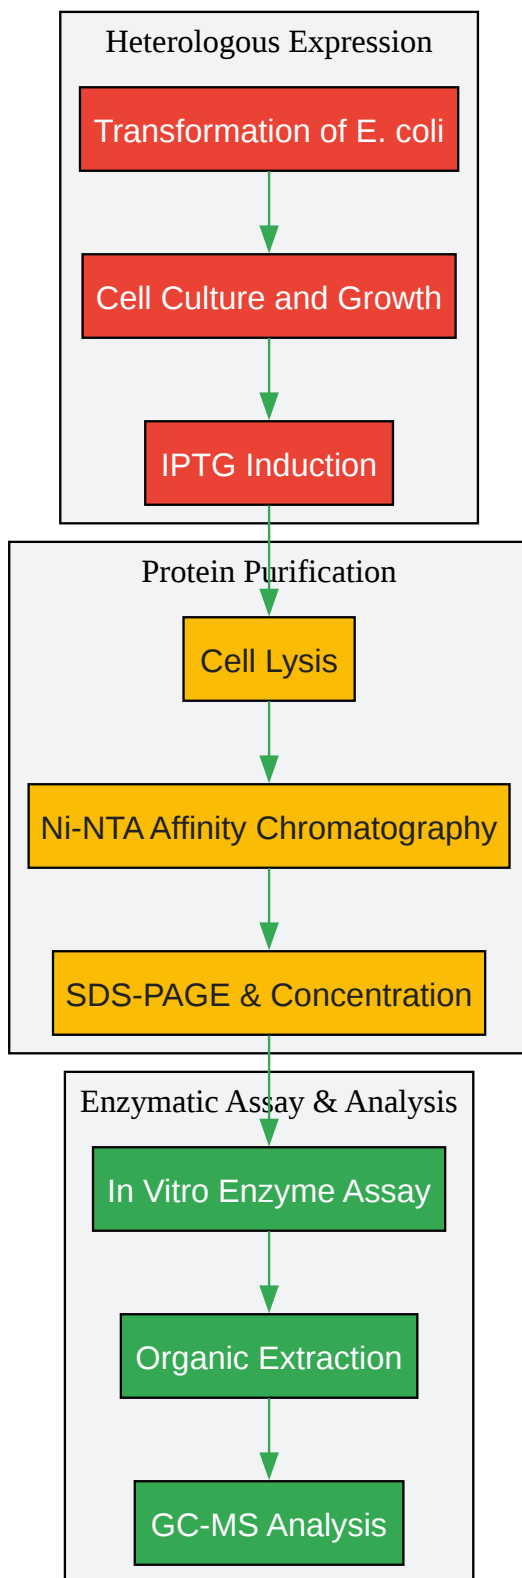 Heterologous Expression
Transformation of E. coli
Cell Culture and Growth
IPTG Induction
Protein Purification
Cell Lysis
Ni-NTA Affinity Chromatography
SDS-PAGE & Concentration
Enzymatic Assay & Analysis
In Vitro Enzyme Assay
Organic Extraction
GC-MS Analysis